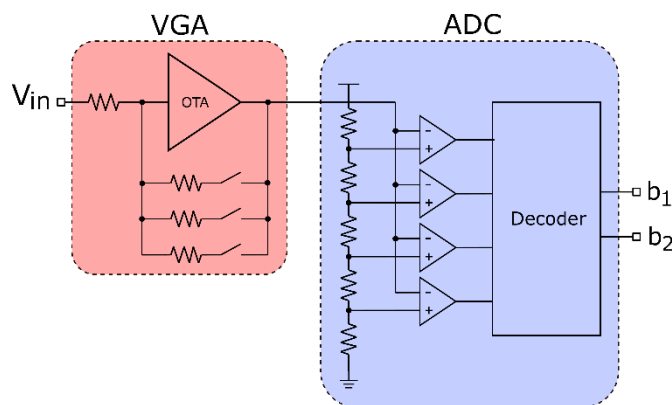 VGA
ADC
Vin
OTA
-
+
-
+
-
+
-
+
Decoder
b1
b2